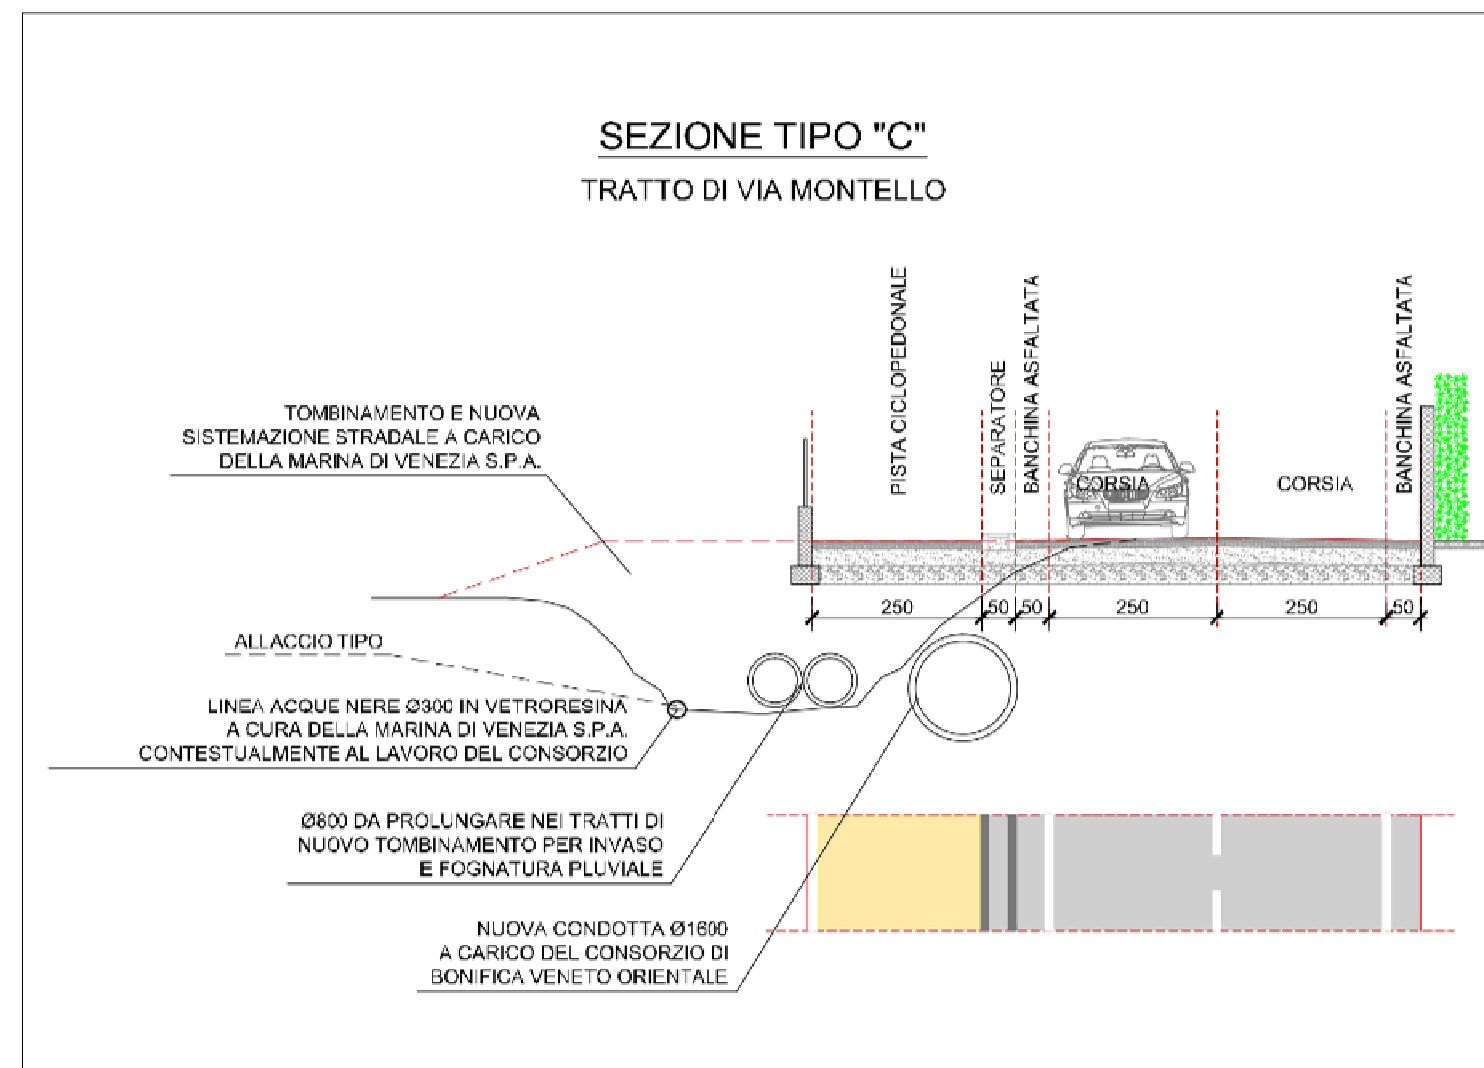 SEZIONE TIPO "C"
TRATTO DI VIA MONTELLO
PISTA CICLOPEDONALE
SEPARATORE
BANCHINA ASFALTATA
CORSIA
CORSIA
BANCHINA ASFALTATA
TOMBINAMENTO E NUOVA
SISTEMAZIONE STRADALE A CARICO
DELLA MARINA DI VENEZIA S.P.A.
250
50
50
250
250
50
ALLACCIO TIPO
LINEA ACQUE NERE Ø300 IN VETRORESINA
A CURA DELLA MARINA DI VENEZIA S.P.A.
CONTESTUALMENTE AL LAVORO DEL CONSORZIO
Ø800 DA PROLUNGARE NEI TRATTI DI
NUOVO TOMBINAMENTO PER INVASO
E FOGNATURA PLUVIALE
NUOVA CONDOTTA Ø1600
A CARICO DEL CONSORZIO DI
BONIFICA VENETO ORIENTALE